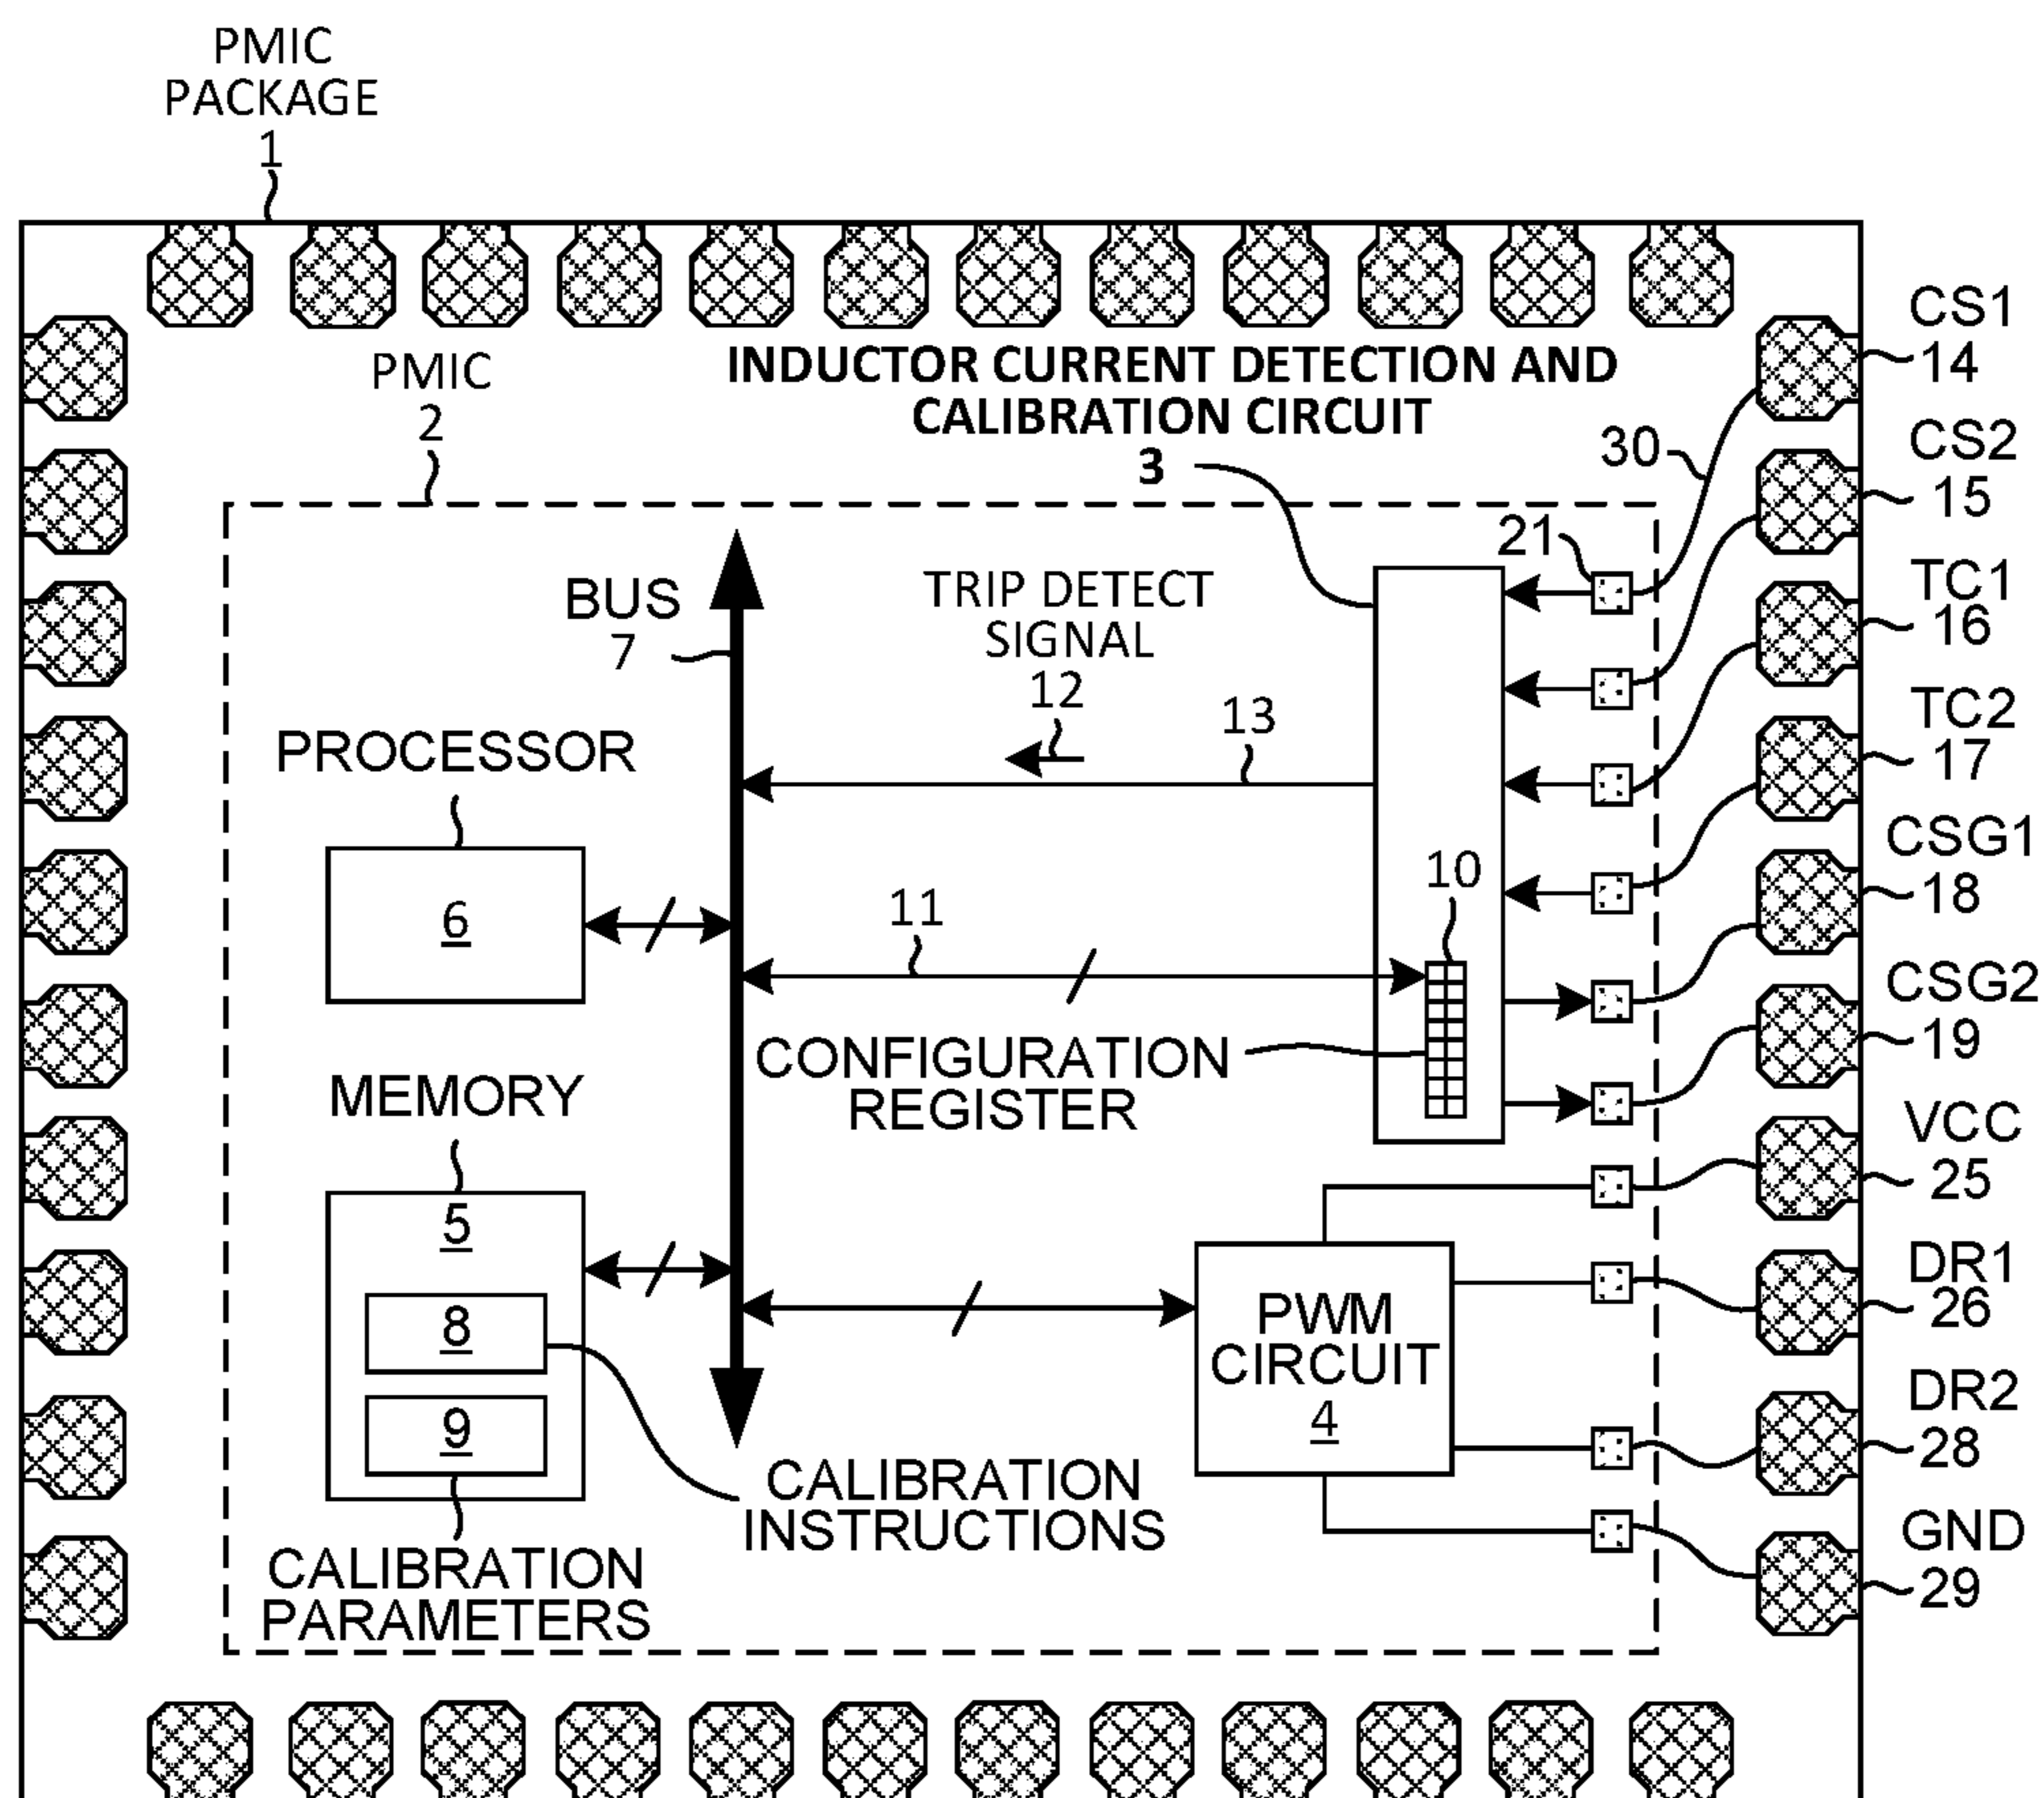 PMIC
PACKAGE
1
PMIC
2
INDUCTOR CURRENT DETECTION AND
CALIBRATION CIRCUIT
3
30
21
BUS
7
TRIP DETECT
SIGNAL
12
13
PROCESSOR
6
11
10
CONFIGURATION
REGISTER
MEMORY
5
8
9
CALIBRATION
INSTRUCTIONS
CALIBRATION
PARAMETERS
PWM
CIRCUIT
4
CS1
14
CS2
15
TC1
16
TC2
17
CSG1
18
CSG2
19
VCC
25
DR1
26
DR2
28
GND
29